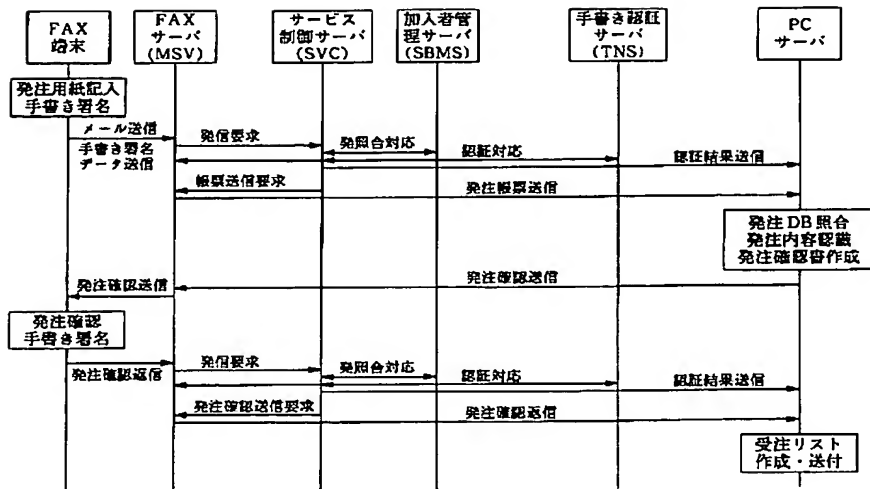 FAX
端末
FAX
サーバ
(MSV)
サービス
制御サーバ
(SVC)
加入者管
理サーバ
(SBMS)
手書き認証
サーバ
(TNS)
PC
サーバ
発注用紙記入
手書き署名
メール送信
手書き署名
データ送信
発信要求
発照合対応
認証対応
認証結果送信
帳票送信要求
発注帳票送信
発注DB照合
発注内容認識
発注確認書作成
発注確認送信
発注確認送信
発注確認
手書き署名
発注確認返信
発信要求
発照合対応
認証対応
認証結果送信
発注確認送信要求
発注確認返信
受注リスト
作成・送付